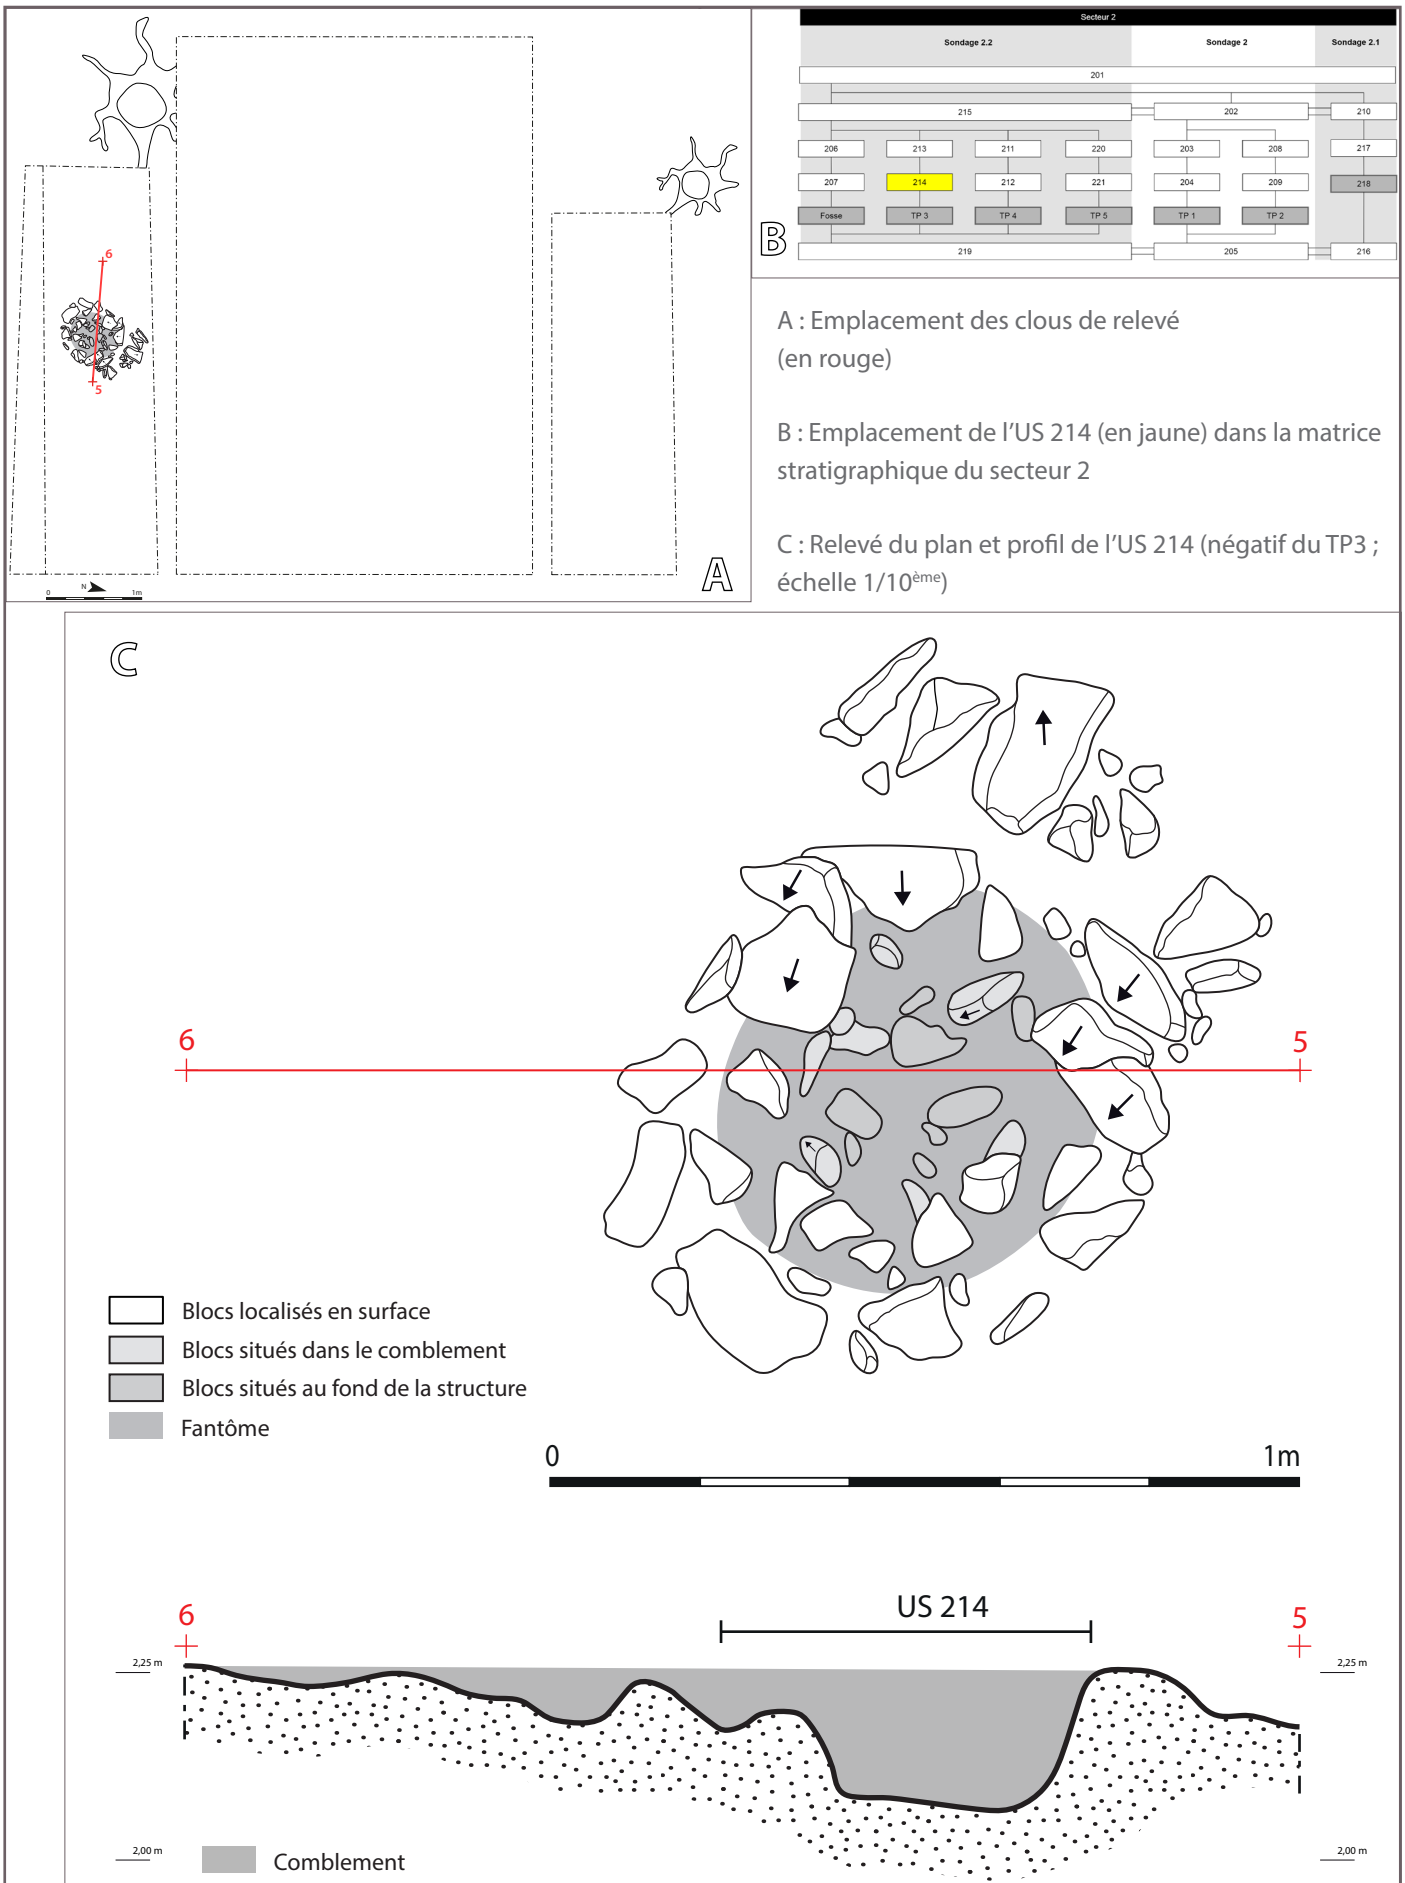 6
5
N
0 1m
A
Secteur 2
Sondage 2.2 Sondage 2 Sondage 2.1
201
215 202 210
206 213 211 220 203 208 217
207 214 212 221 204 209 218
Fosse TP 3 TP 4 TP 5 TP 1 TP 2
219 205 216
B
A : Emplacement des clous de relevé
(en rouge)
B : Emplacement de l'US 214 (en jaune) dans la matrice
stratigraphique du secteur 2
C : Relevé du plan et profil de l'US 214 (négatif du TP3 ;
échelle 1/10ème)
C
6 5
Blocs localisés en surface
Blocs situés dans le comblement
Blocs situés au fond de la structure
Fantôme
0 1m
US 214
6 5
2,25 m 2,25 m
2,00 m 2,00 m
Comblement